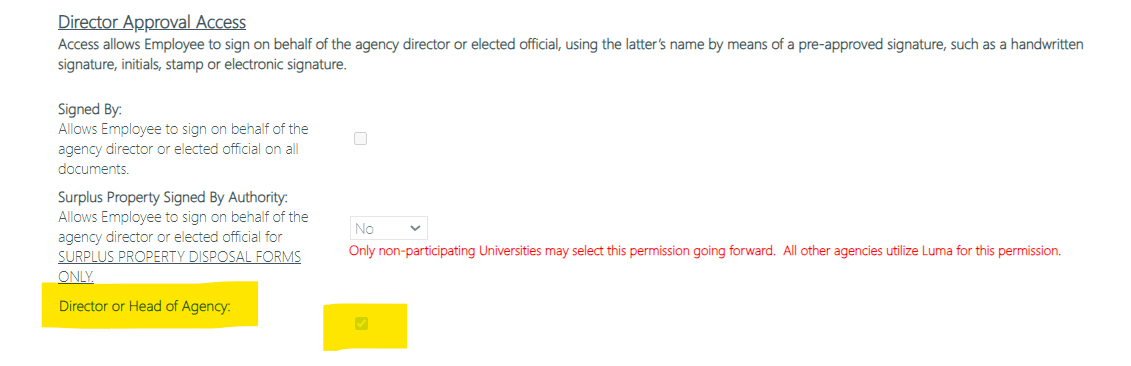 Director Approval Access
Access allows Employee to sign on behalf of the agency director or elected official, using the latter's name by means of a pre-approved signature, such as a handwritten
signature, initials, stamp or electronic signature.
Signed By:
Allows Employee to sign on behalf of the
agency director or elected official on all
documents.
Surplus Property Signed By Authority:
Allows Employee to sign on behalf of the
agency director or elected official for
SURPLUS PROPERTY DISPOSAL FORMS
ONLY.
No
Only non-participating Universities may select this permission going forward.  All other agencies utilize Luma for this permission.
Director or Head of Agency: